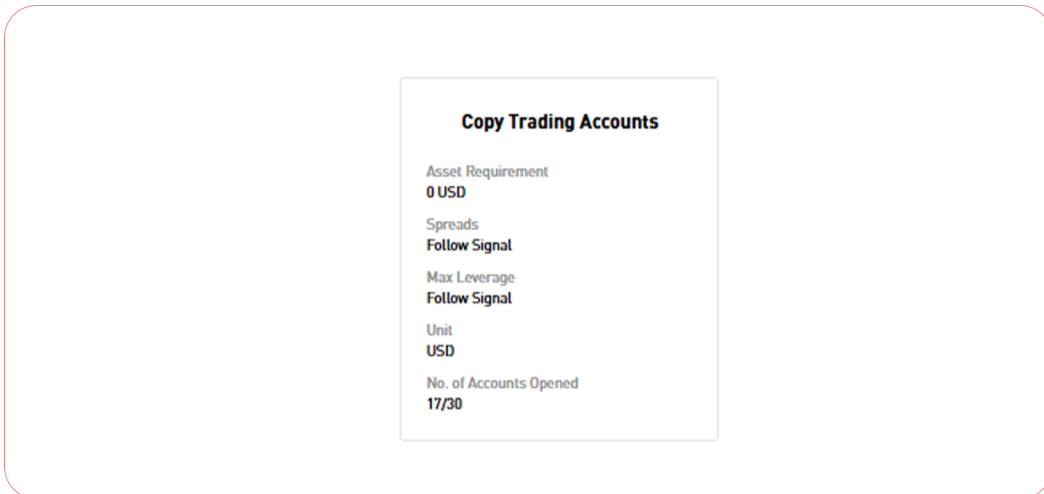 Copy Trading Accounts
Asset Requirement
0 USD
Spreads
Follow Signal
Max Leverage
Follow Signal
Unit
USD
No. of Accounts Opened
17/30